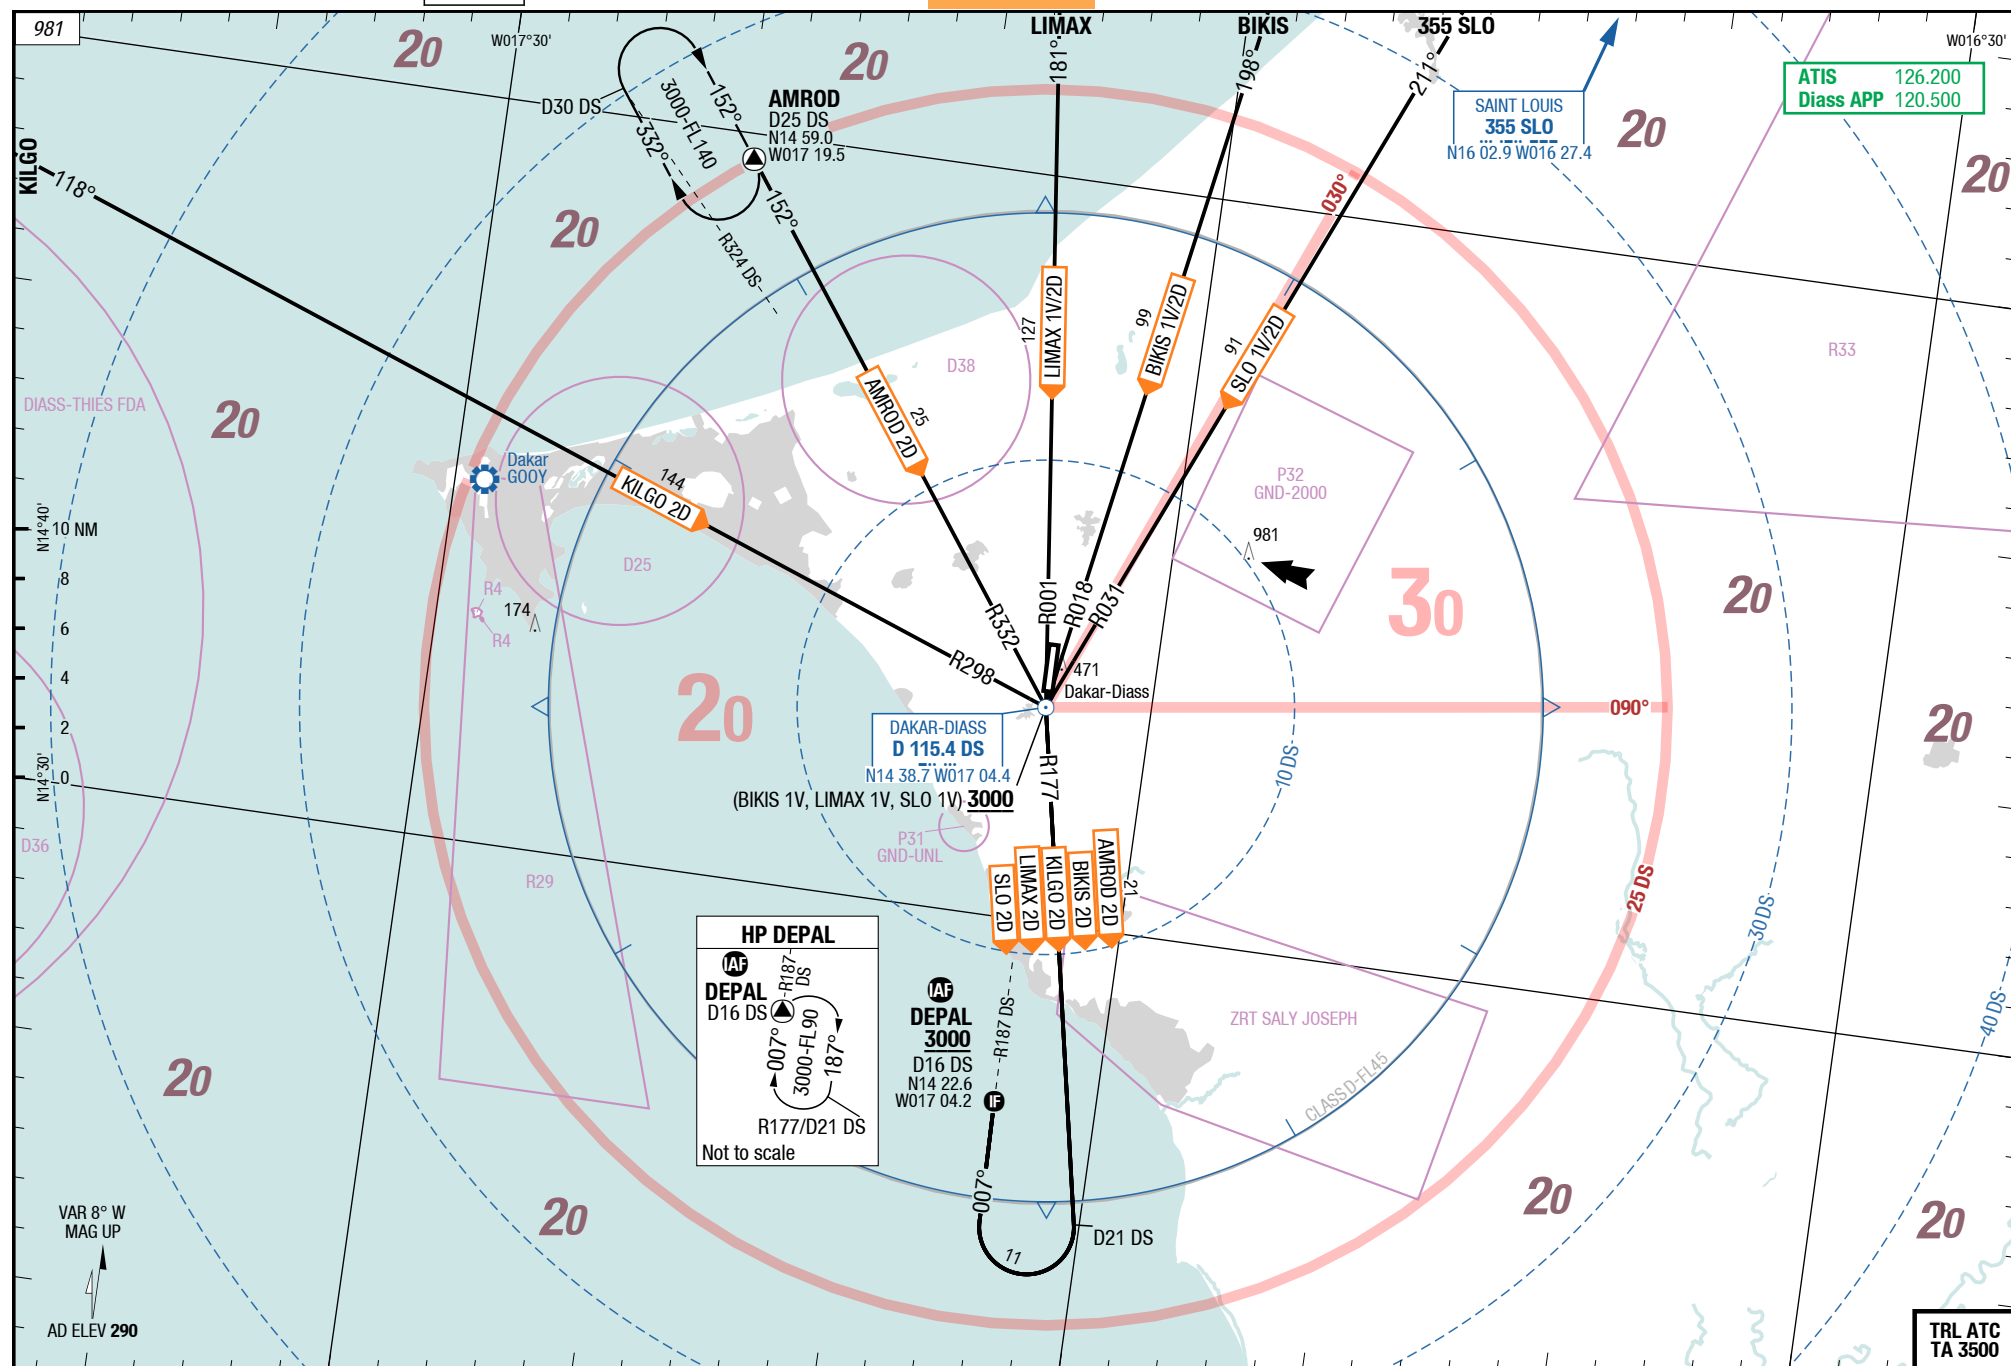 981
W017°30'
LIMAX
BIKIS
355 SLO
W016°30'
20
20
20
20
20
20
20
20
20
20
20
20
20
ATIS 126.200
Diass APP 120.500
SAINT LOUIS
355 SLO
N16 02.9 W016 27.4
KILGO
118°
D30 DS
3000-FL140
152°
332°
AMROD
D25 DS
N14 59.0
W017 19.5
152°
R324 DS
181°
198°
211°
030°
127
LIMAX 1V/2D
99
BIKIS 1V/2D
91
SLO 1V/2D
D38
R33
DIASS-THIES FDA
AMROD 2D
25
Dakar
GOOY
144
KILGO 2D
P32
GND-2000
981
N14°40'
10 NM
8
6
4
2
0
N14°30'
D25
R4
R4
174
30
20
R298
R332
R001
R018
R031
471
Dakar-Diass
090°
DAKAR-DIASS
D 115.4 DS
N14 38.7 W017 04.4
(BIKIS 1V, LIMAX 1V, SLO 1V) 3000
R177
10 DS
P31
GND-UNL
D36
R29
SLO 2D
LIMAX 2D
KILGO 2D
BIKIS 2D
AMROD 2D
21
25 DS
30 DS
40 DS
HP DEPAL
IAF
DEPAL
D16 DS
R187
DS
007°
3000-FL90
187°
R177/D21 DS
Not to scale
IAF
DEPAL
3000
D16 DS
N14 22.6
W017 04.2
R187 DS
IF
007°
11
D21 DS
ZRT SALY JOSEPH
CLASS D-FL45
VAR 8° W
MAG UP
AD ELEV 290
TRL ATC
TA 3500